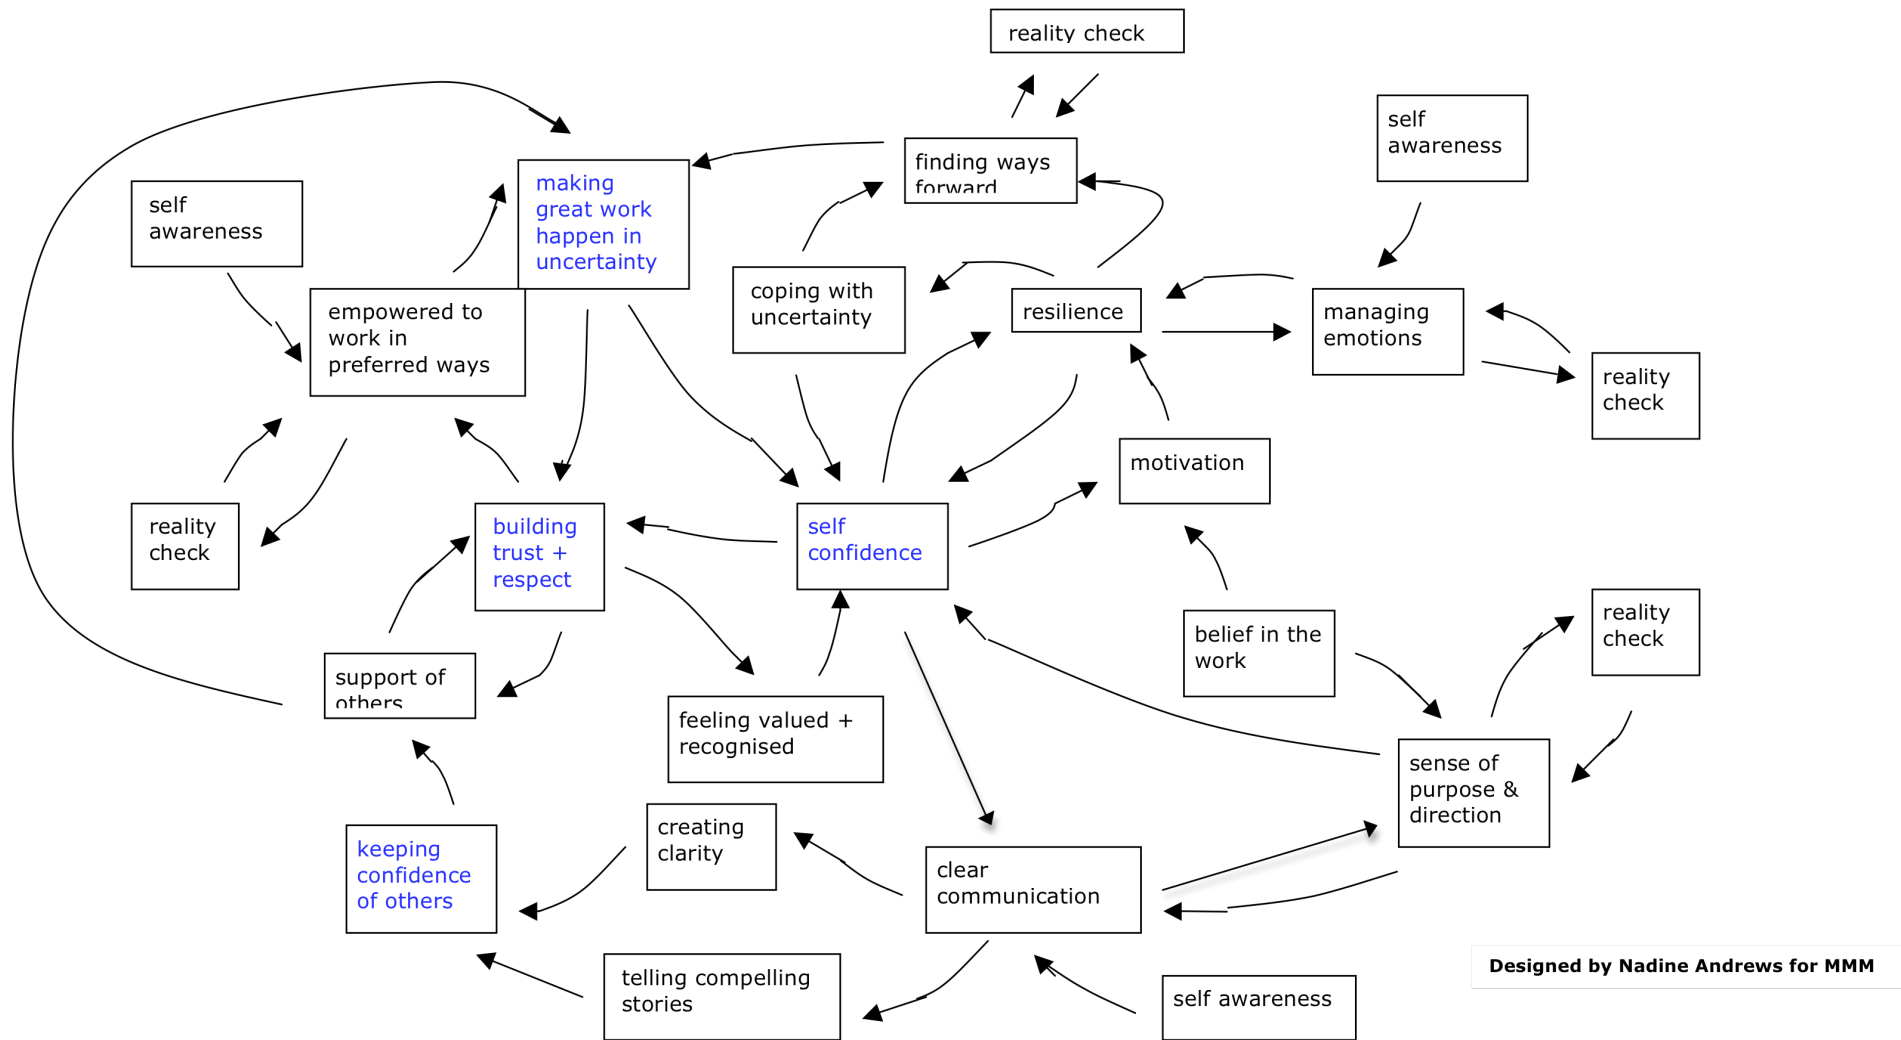 reality check
self
awareness
finding ways
forward
making
great work
happen in
uncertainty
self
awareness
coping with
uncertainty
resilience
managing
emotions
empowered to
work in
preferred ways
reality
check
motivation
reality
check
building
trust +
respect
self
confidence
belief in the
work
reality
check
support of
others
feeling valued +
recognised
sense of
purpose &
direction
creating
clarity
keeping
confidence
of others
clear
communication
telling compelling
stories
self awareness
Designed by Nadine Andrews for MMM